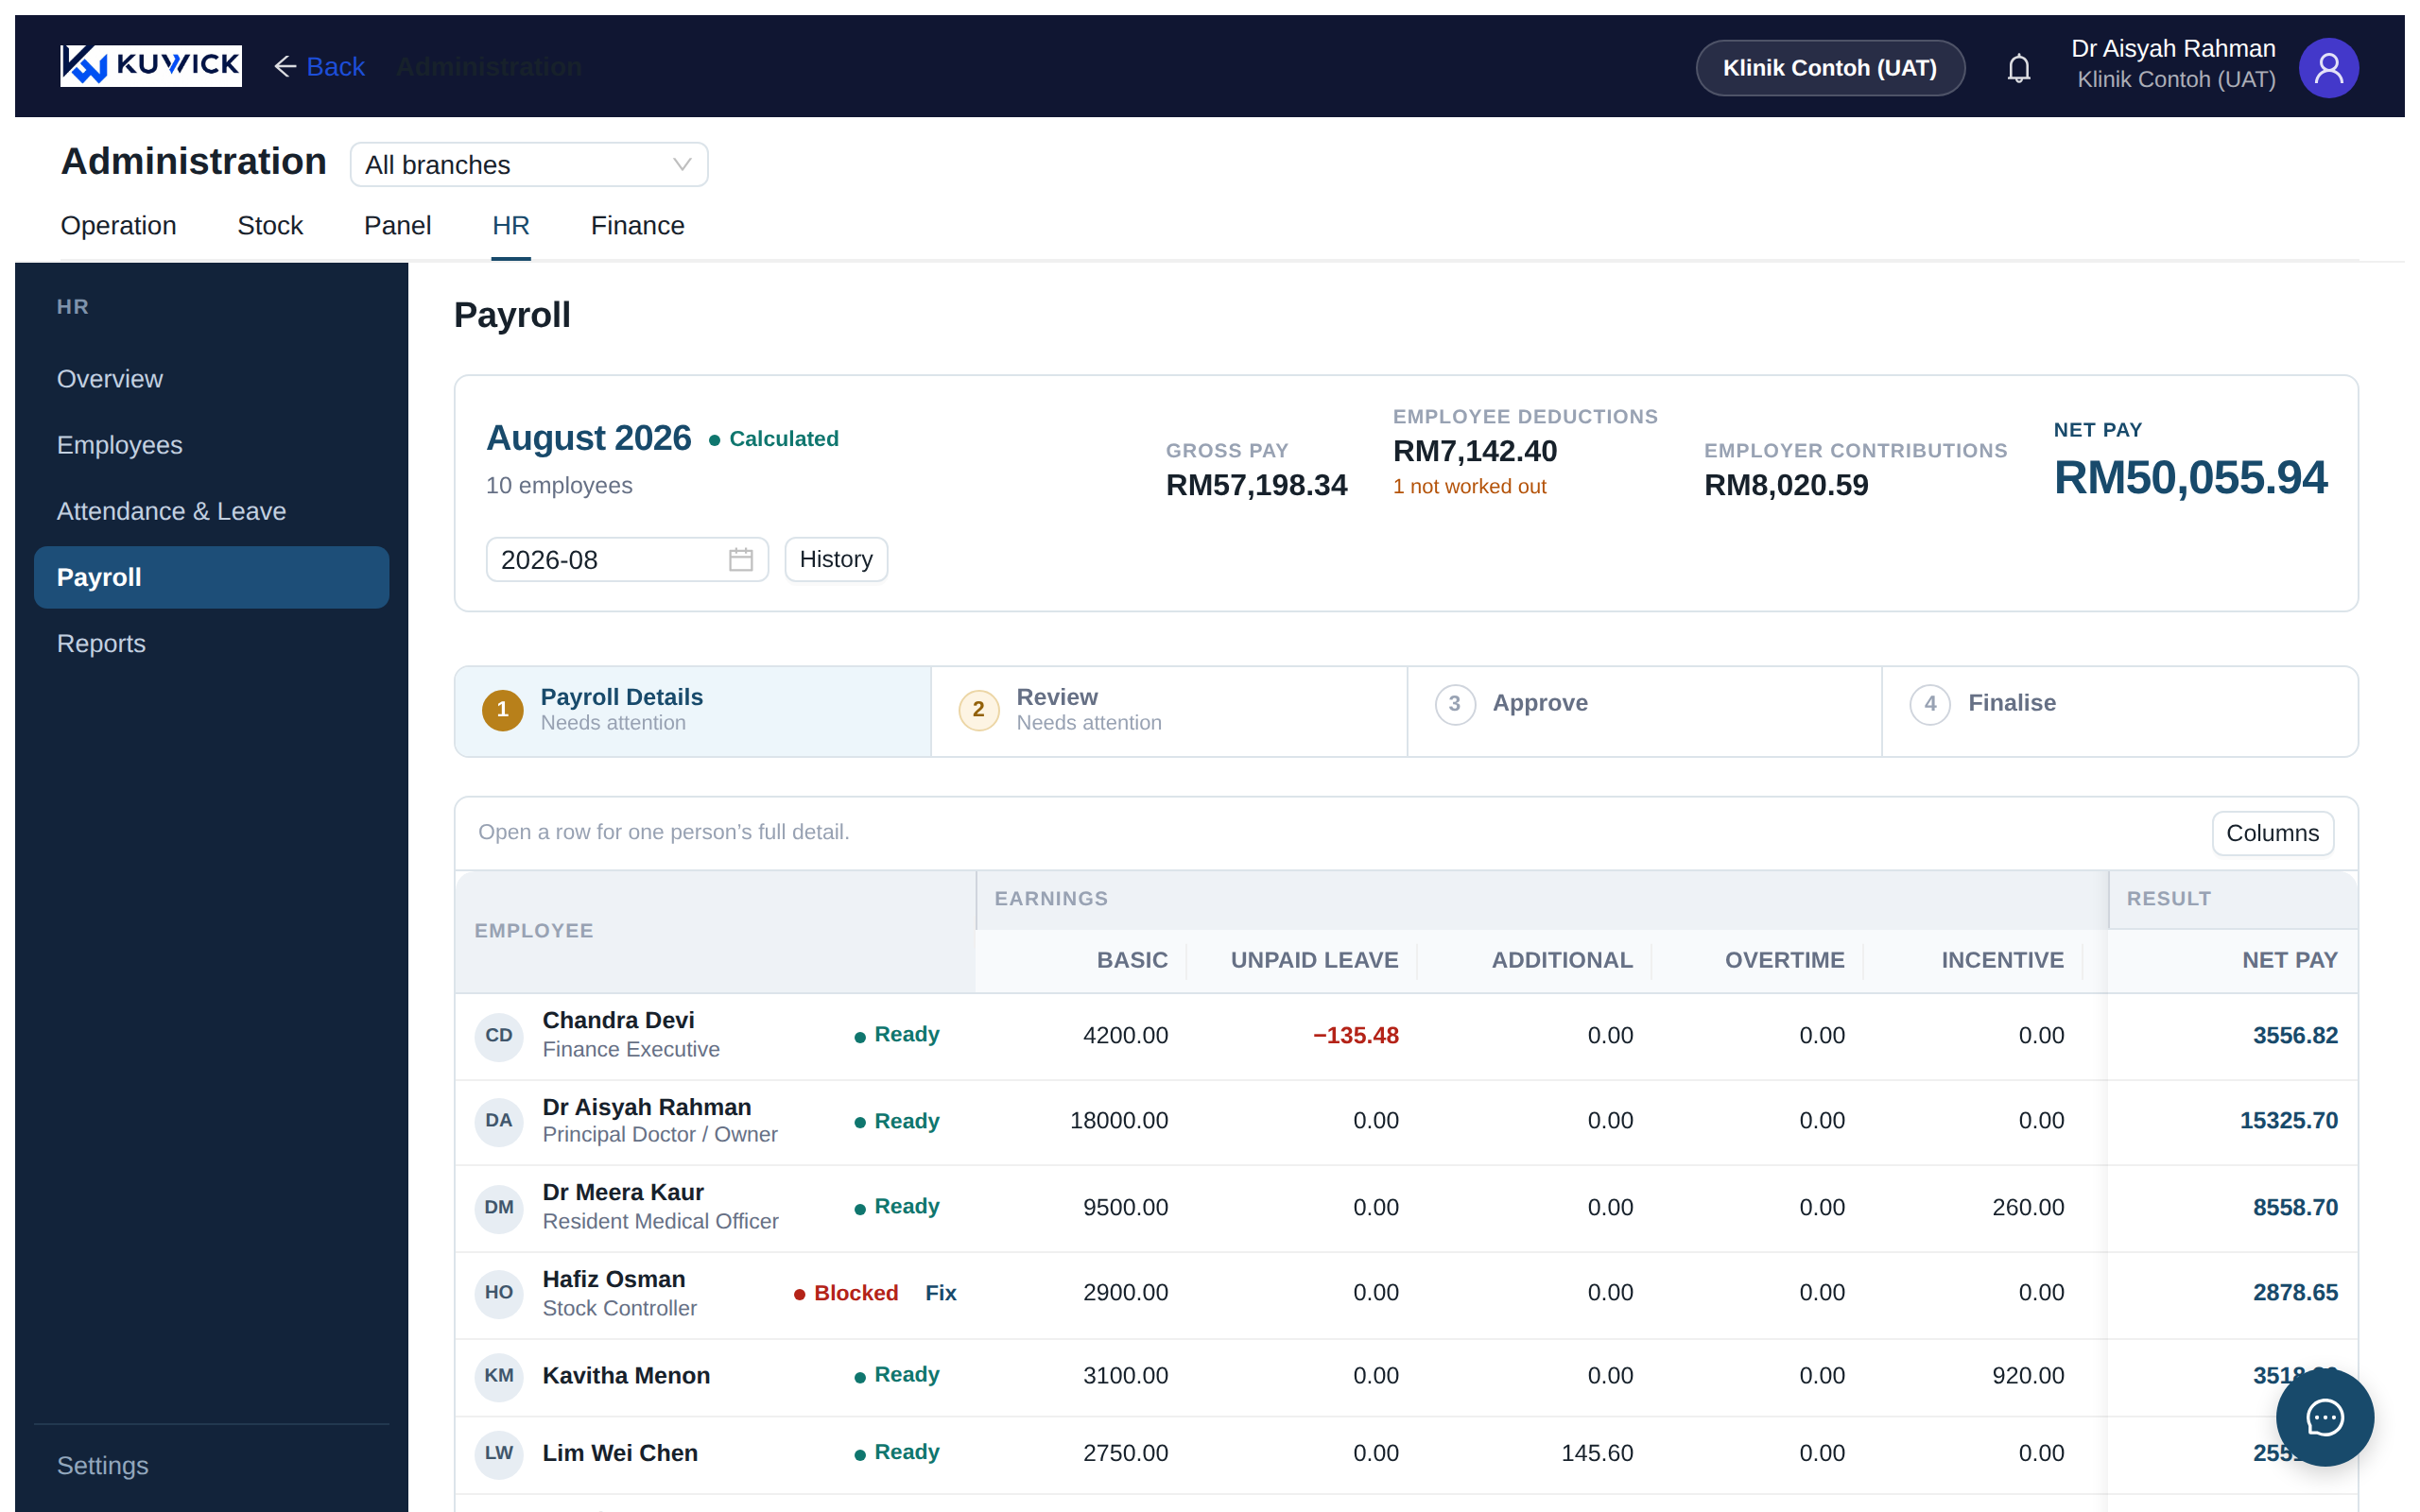 KUWICK
Back
Administration
Klinik Contoh (UAT)
Dr Aisyah Rahman
Klinik Contoh (UAT)
Administration
All branches
Operation Stock Panel HR Finance
HR
Overview
Employees
Attendance & Leave
Payroll
Reports
Settings
Payroll
August 2026
Calculated
10 employees
2026-08
History
GROSS PAY
RM57,198.34
EMPLOYEE DEDUCTIONS
RM7,142.40
1 not worked out
EMPLOYER CONTRIBUTIONS
RM8,020.59
NET PAY
RM50,055.94
1 Payroll Details
Needs attention
2 Review
Needs attention
3 Approve
4 Finalise
Open a row for one person’s full detail.
Columns
EMPLOYEE EARNINGS RESULT
BASIC UNPAID LEAVE ADDITIONAL OVERTIME INCENTIVE NET PAY
CD Chandra Devi Ready 4200.00 −135.48 0.00 0.00 0.00 3556.82
Finance Executive
DA Dr Aisyah Rahman Ready 18000.00 0.00 0.00 0.00 0.00 15325.70
Principal Doctor / Owner
DM Dr Meera Kaur Ready 9500.00 0.00 0.00 0.00 260.00 8558.70
Resident Medical Officer
HO Hafiz Osman Blocked Fix 2900.00 0.00 0.00 0.00 0.00 2878.65
Stock Controller
KM Kavitha Menon Ready 3100.00 0.00 0.00 0.00 920.00
LW Lim Wei Chen Ready 2750.00 0.00 145.60 0.00 0.00